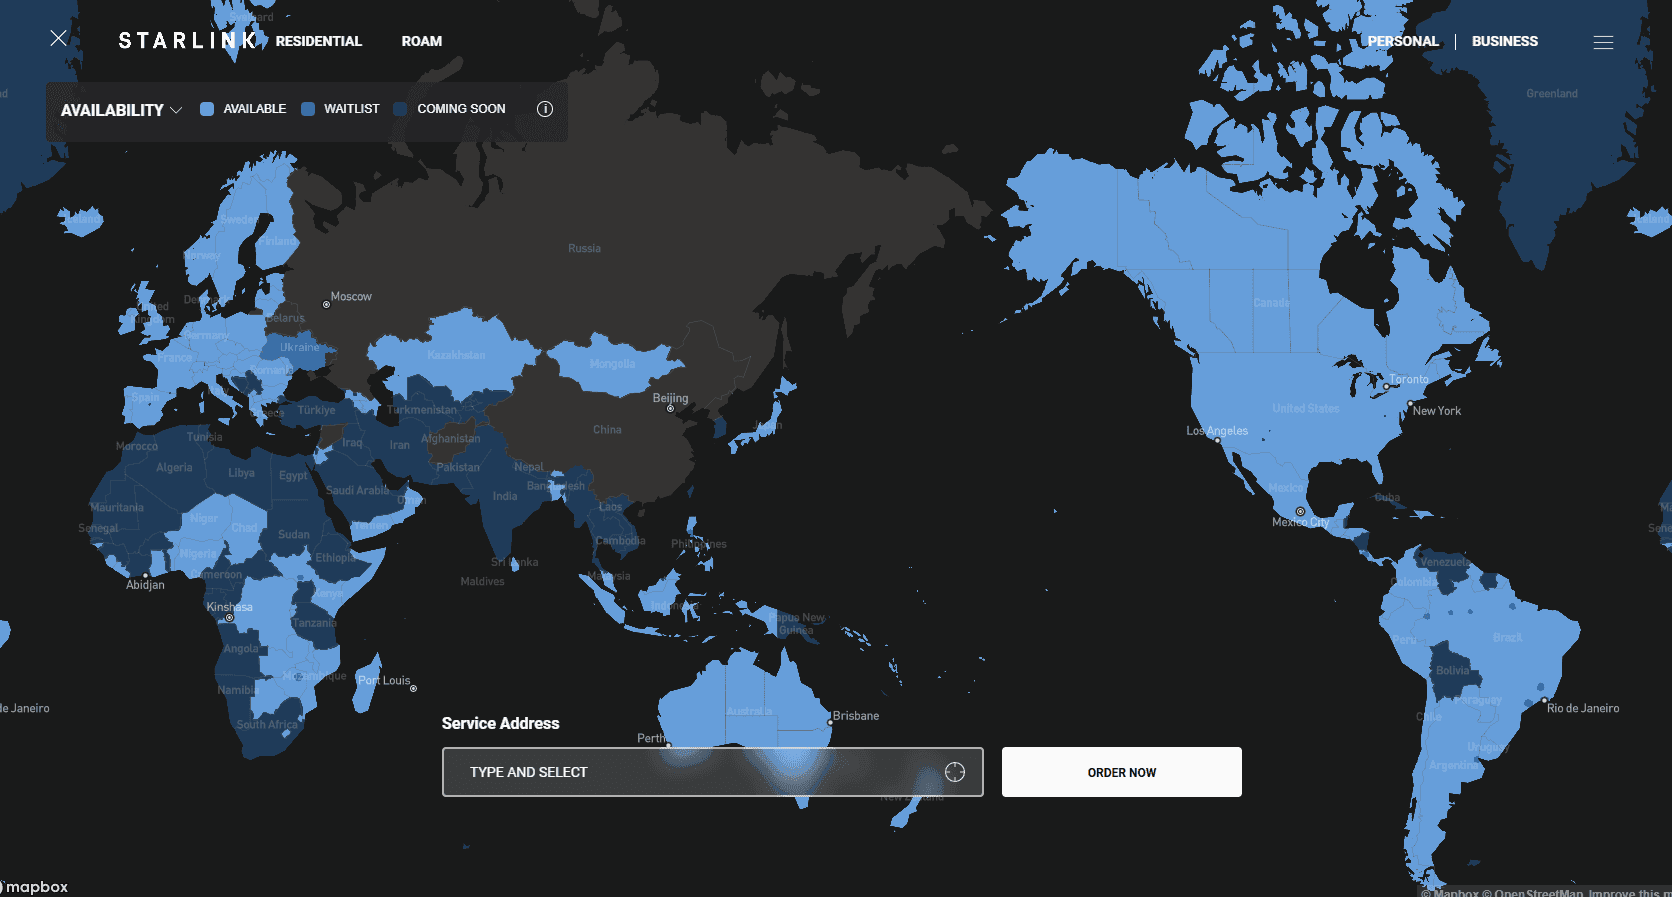 STARLINK RESIDENTIAL ROAM PERSONAL BUSINESS
AVAILABILITY AVAILABLE WAITLIST COMING SOON
Greenland
Iceland
Sweden
Finland
Norway
Russia
Moscow
United
Kingdom
Belarus
Germany
Ukraine
France
Kazakhstan
Mongolia
Canada
Spain
Türkiye
Turkmenistan
Beijing
Toronto
United States
New York
Greece
China
Japan
Los Angeles
Morocco
Tunisia
Iraq
Iran
Afghanistan
Algeria
Libya
Egypt
Pakistan
Nepal
Bangladesh
Saudi Arabia
India
Mexico
Cuba
Mauritania
Laos
Mexico City
Senegal
Niger
Chad
Sudan
Yemen
Cambodia
Philippines
Nigeria
Ethiopia
Sri Lanka
Venezuela
Cameroon
Maldives
Malaysia
Colombia
Abidjan
Kenya
Kinshasa
Indonesia
Papua New
Guinea
Tanzania
Peru
Brazil
Angola
Bolivia
Mozambique
Port Louis
Namibia
Paraguay
de Janeiro
Australia
Brisbane
Rio de Janeiro
Chile
South Africa
Service Address
Perth
Uruguay
Argentina
TYPE AND SELECT
ORDER NOW
New Zealand
mapbox
© Mapbox © OpenStreetMap Improve this m